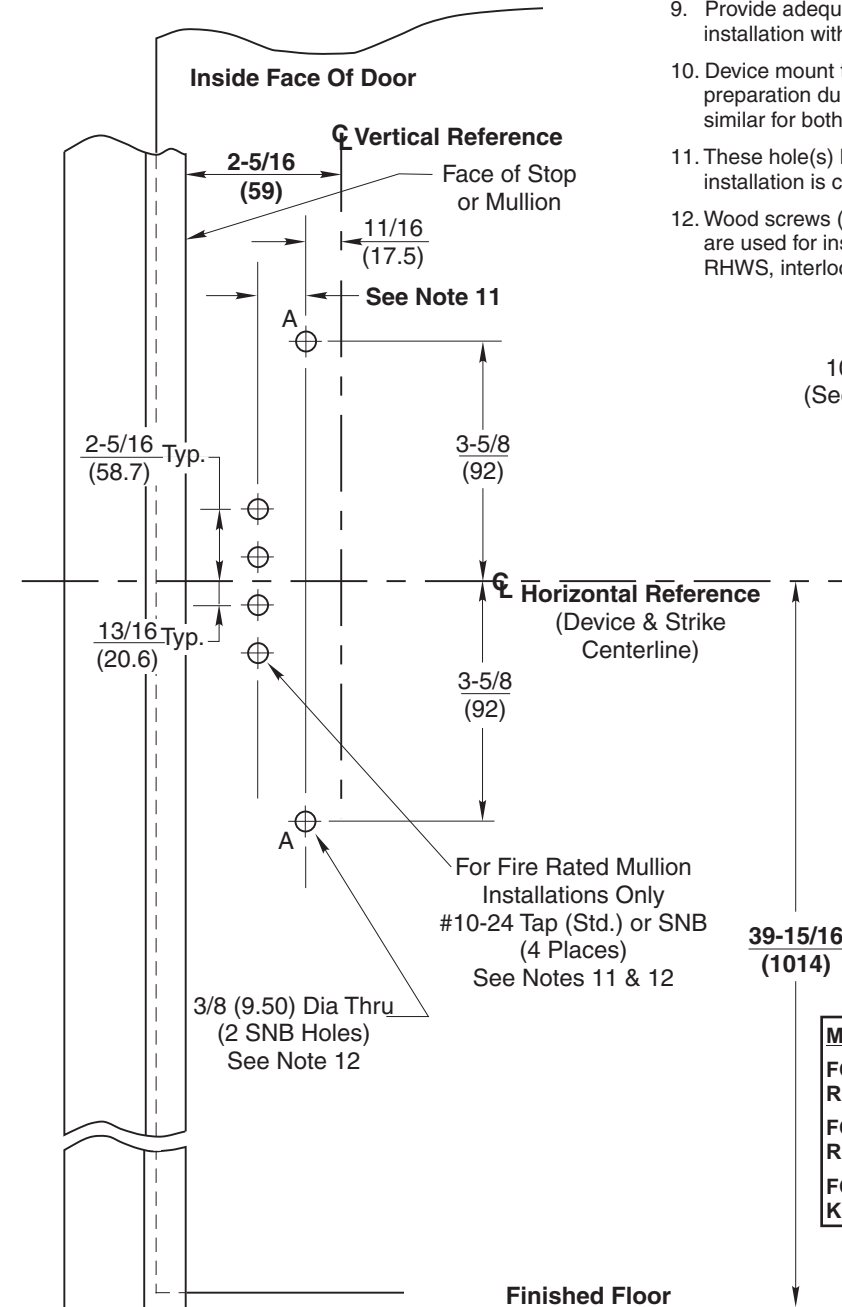 9. Provide
installation
10. Device mount
preparation
similar for both
11. These hole(s)
installation is
12. Wood screws (
are used for
RHWS,
Inside Face Of Door
℄ Vertical Reference
2-5/16
(59)
Face of Stop
or Mullion
11/16
(17.5)
See Note 11
A
2-5/16 Typ.
(58.7)
3-5/8
(92)
℄ Horizontal Reference
(Device & Strike
Centerline)
13/16 Typ.
(20.6)
3-5/8
(92)
A
For Fire Rated Mullion
Installations Only
#10-24 Tap (Std.) or SNB
(4 Places)
See Notes 11 & 12
39-15/16
(1014)
3/8 (9.50) Dia Thru
(2 SNB Holes)
See Note 12
Finished Floor